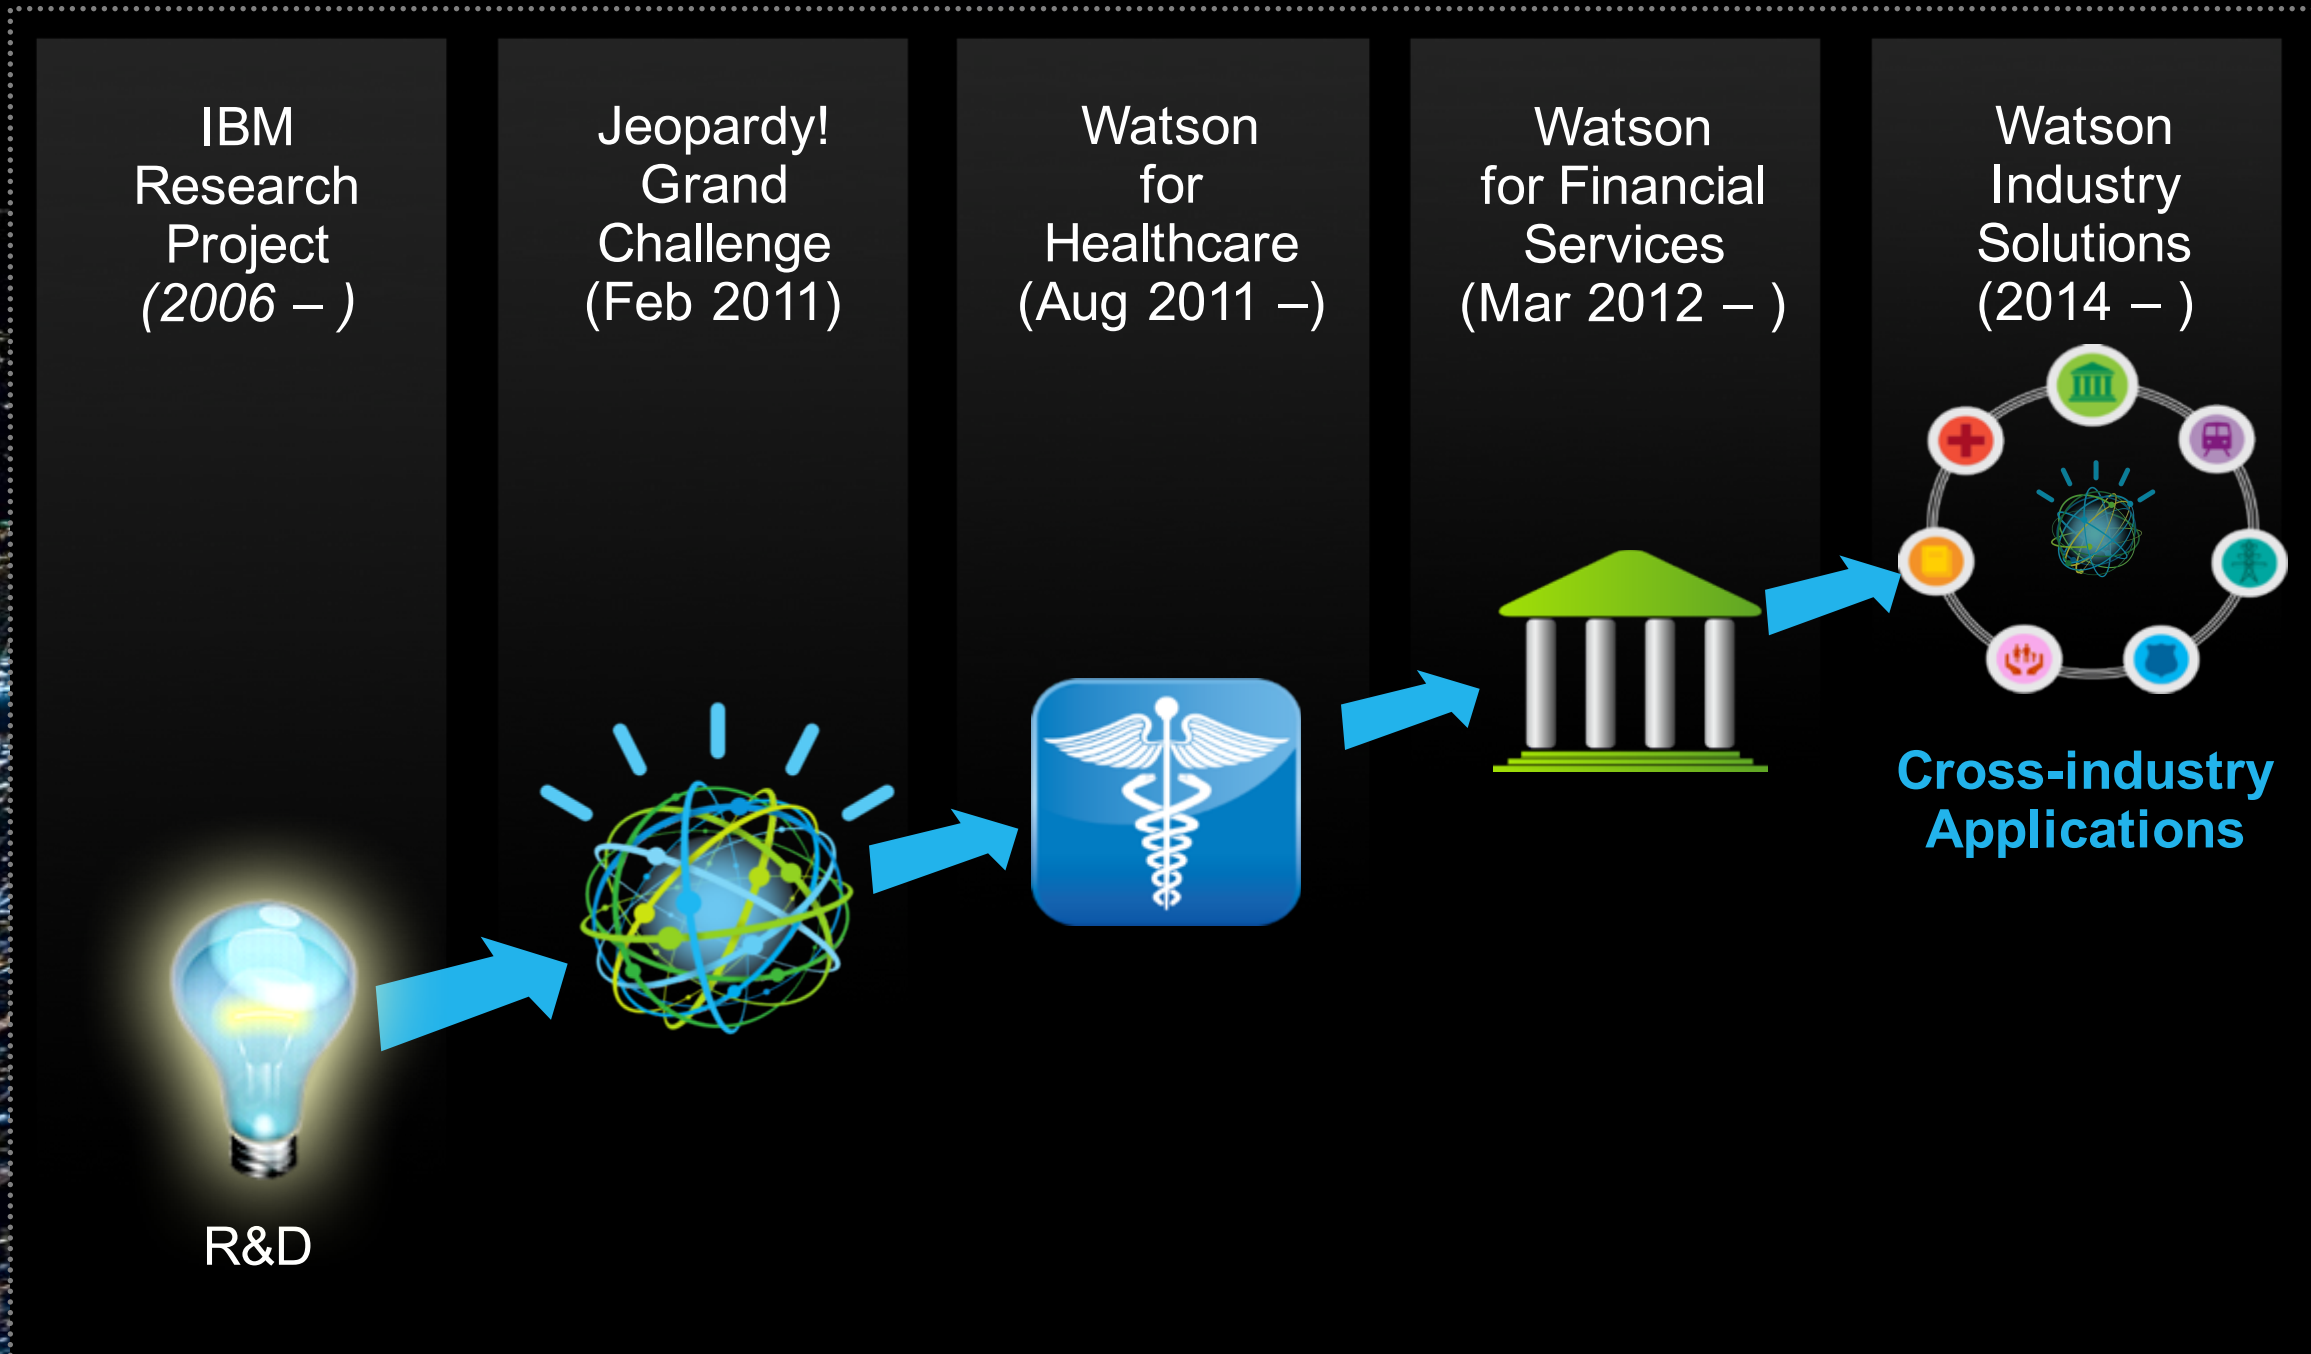 IBM
Research
Project
(2006 – )
Jeopardy!
Grand
Challenge
(Feb 2011)
Watson
for
Healthcare
(Aug 2011 –)
Watson
for Financial
Services
(Mar 2012 – )
Watson
Industry
Solutions
(2014 – )
Cross-industry
Applications
R&D